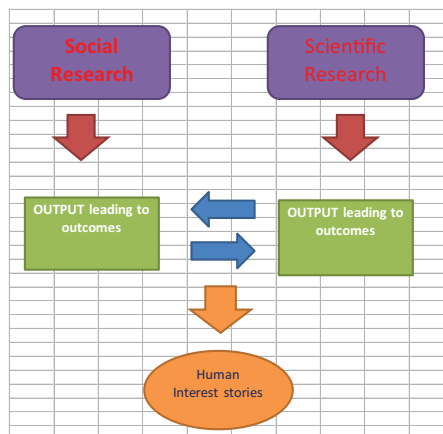 Social
Research
Scientific
Research
OUTPUT leading to
outcomes
OUTPUT leading to
outcomes
Human
Interest stories